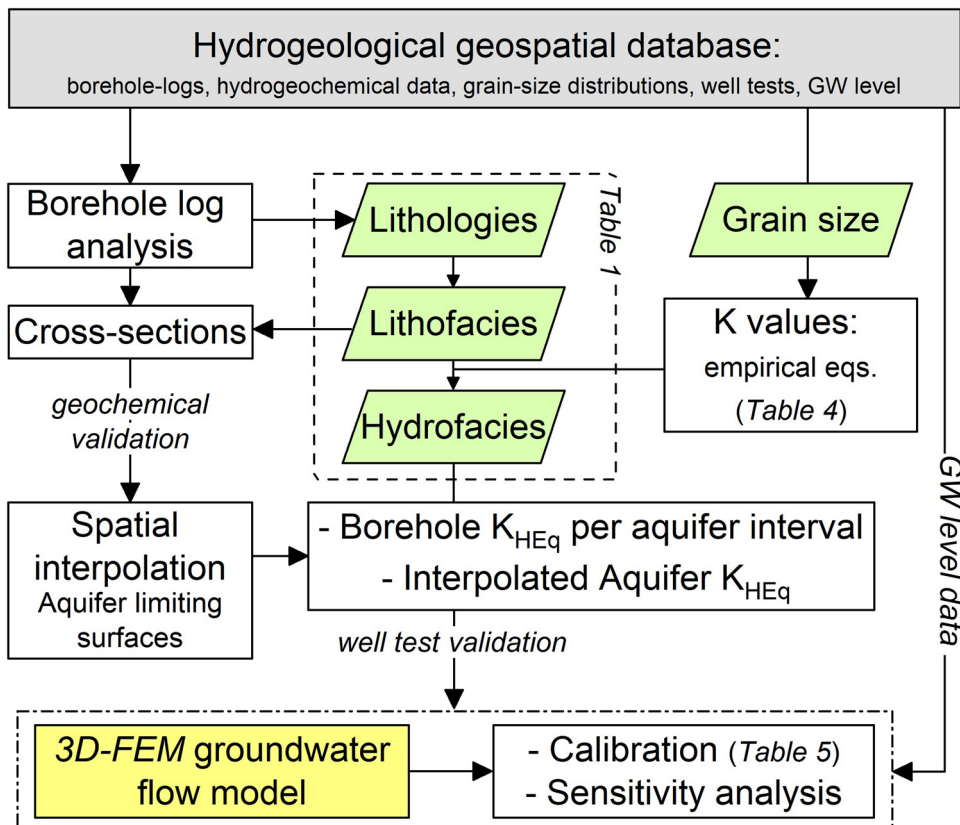 Hydrogeological geospatial database:
borehole-logs, hydrogeochemical data, grain-size distributions, well tests, GW level
Borehole log
analysis
Lithologies
Table 1
Grain size
Cross-sections
Lithofacies
K values:
empirical eqs.
(Table 4)
geochemical
validation
Hydrofacies
GW level data
Spatial
interpolation
Aquifer limiting
surfaces
- Borehole KHEq per aquifer interval
- Interpolated Aquifer KHEq
well test validation
3D-FEM groundwater
flow model
- Calibration (Table 5)
- Sensitivity analysis